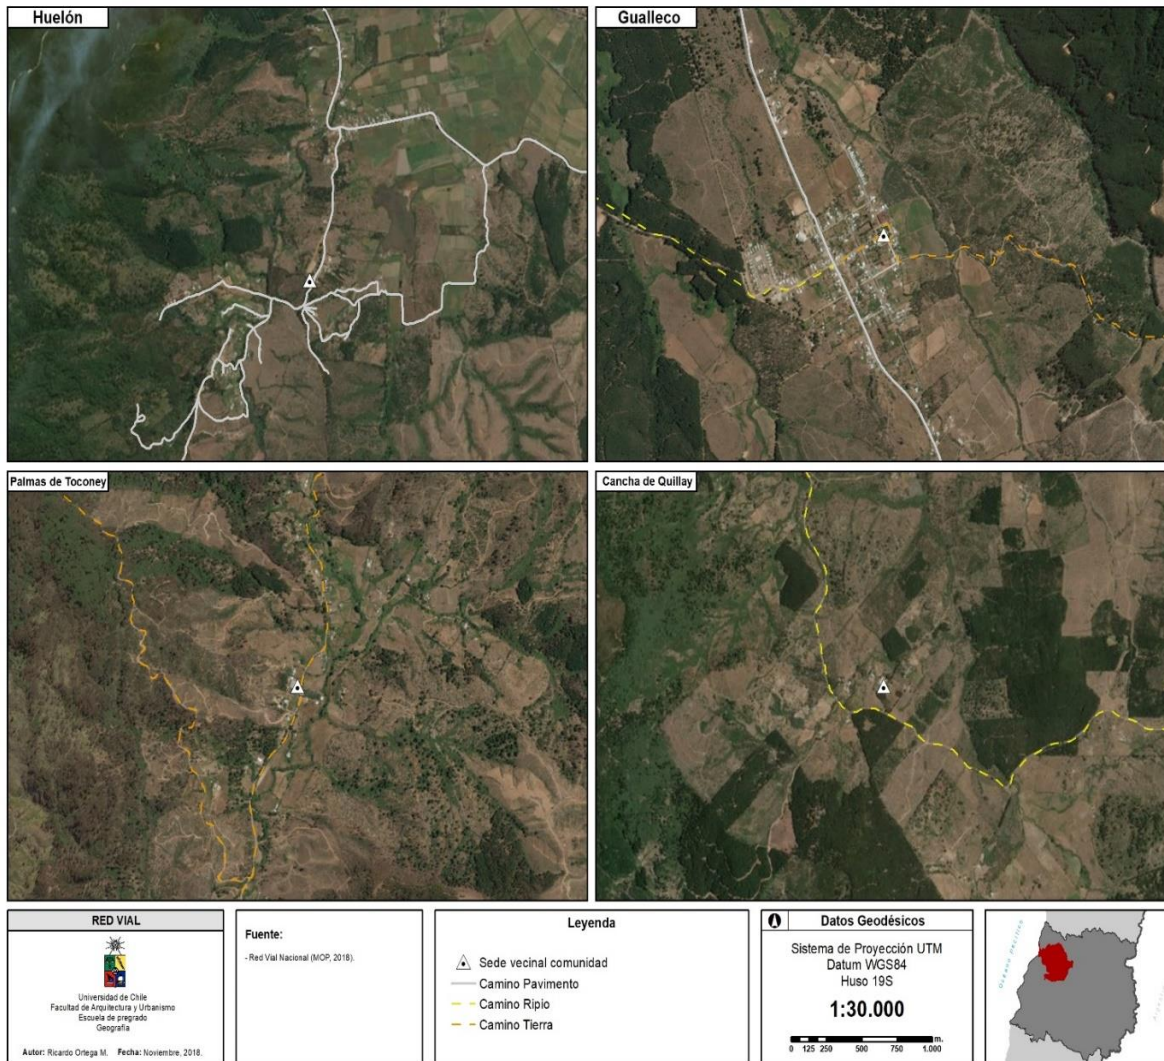 Huelón
Gualleco
Palmas de Toconey
Cancha de Quillay
RED VIAL
Universidad de Chile
Facultad de Arquitectura y Urbanismo
Escuela de pregrado
Geografía
Autor: Ricardo Ortega M. Fecha: Noviembre, 2018.
Fuente:
- Red Vial Nacional (MOP, 2018).
Leyenda
Sede vecinal comunidad
Camino Pavimento
Camino Ripio
Camino Tierra
Datos Geodésicos
Sistema de Proyección UTM
Datum WGS84
Huso 19S
1:30.000
m.
0 125 250 500 750 1.000
Océano Pacífico